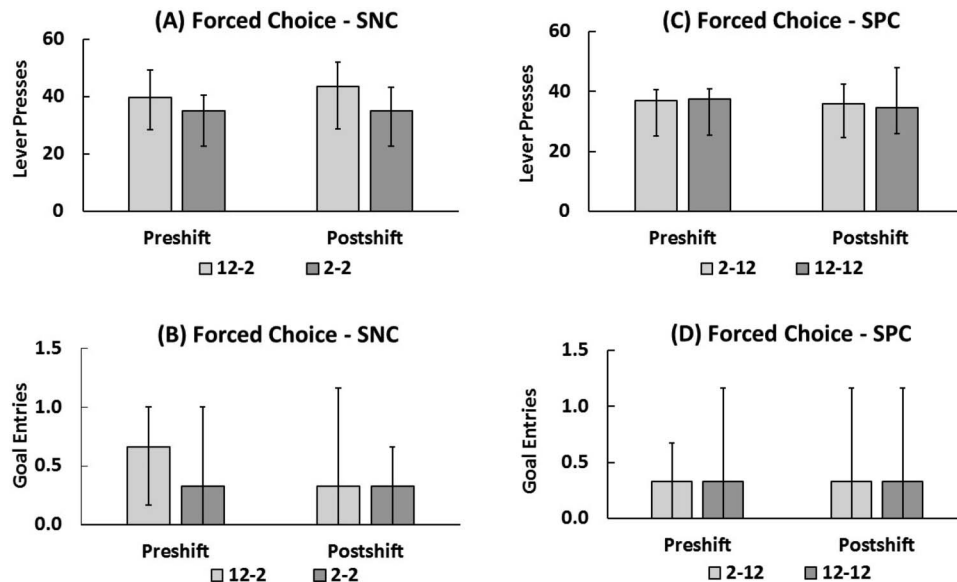 (A) Forced Choice - SNC
Lever Presses
60
40
20
0
Preshift Postshift
12-2 2-2
(C) Forced Choice - SPC
Lever Presses
60
40
20
0
Preshift Postshift
2-12 12-12
(B) Forced Choice - SNC
Goal Entries
1.5
1.0
0.5
0.0
Preshift Postshift
12-2 2-2
(D) Forced Choice - SPC
Goal Entries
1.5
1.0
0.5
0.0
Preshift Postshift
2-12 12-12